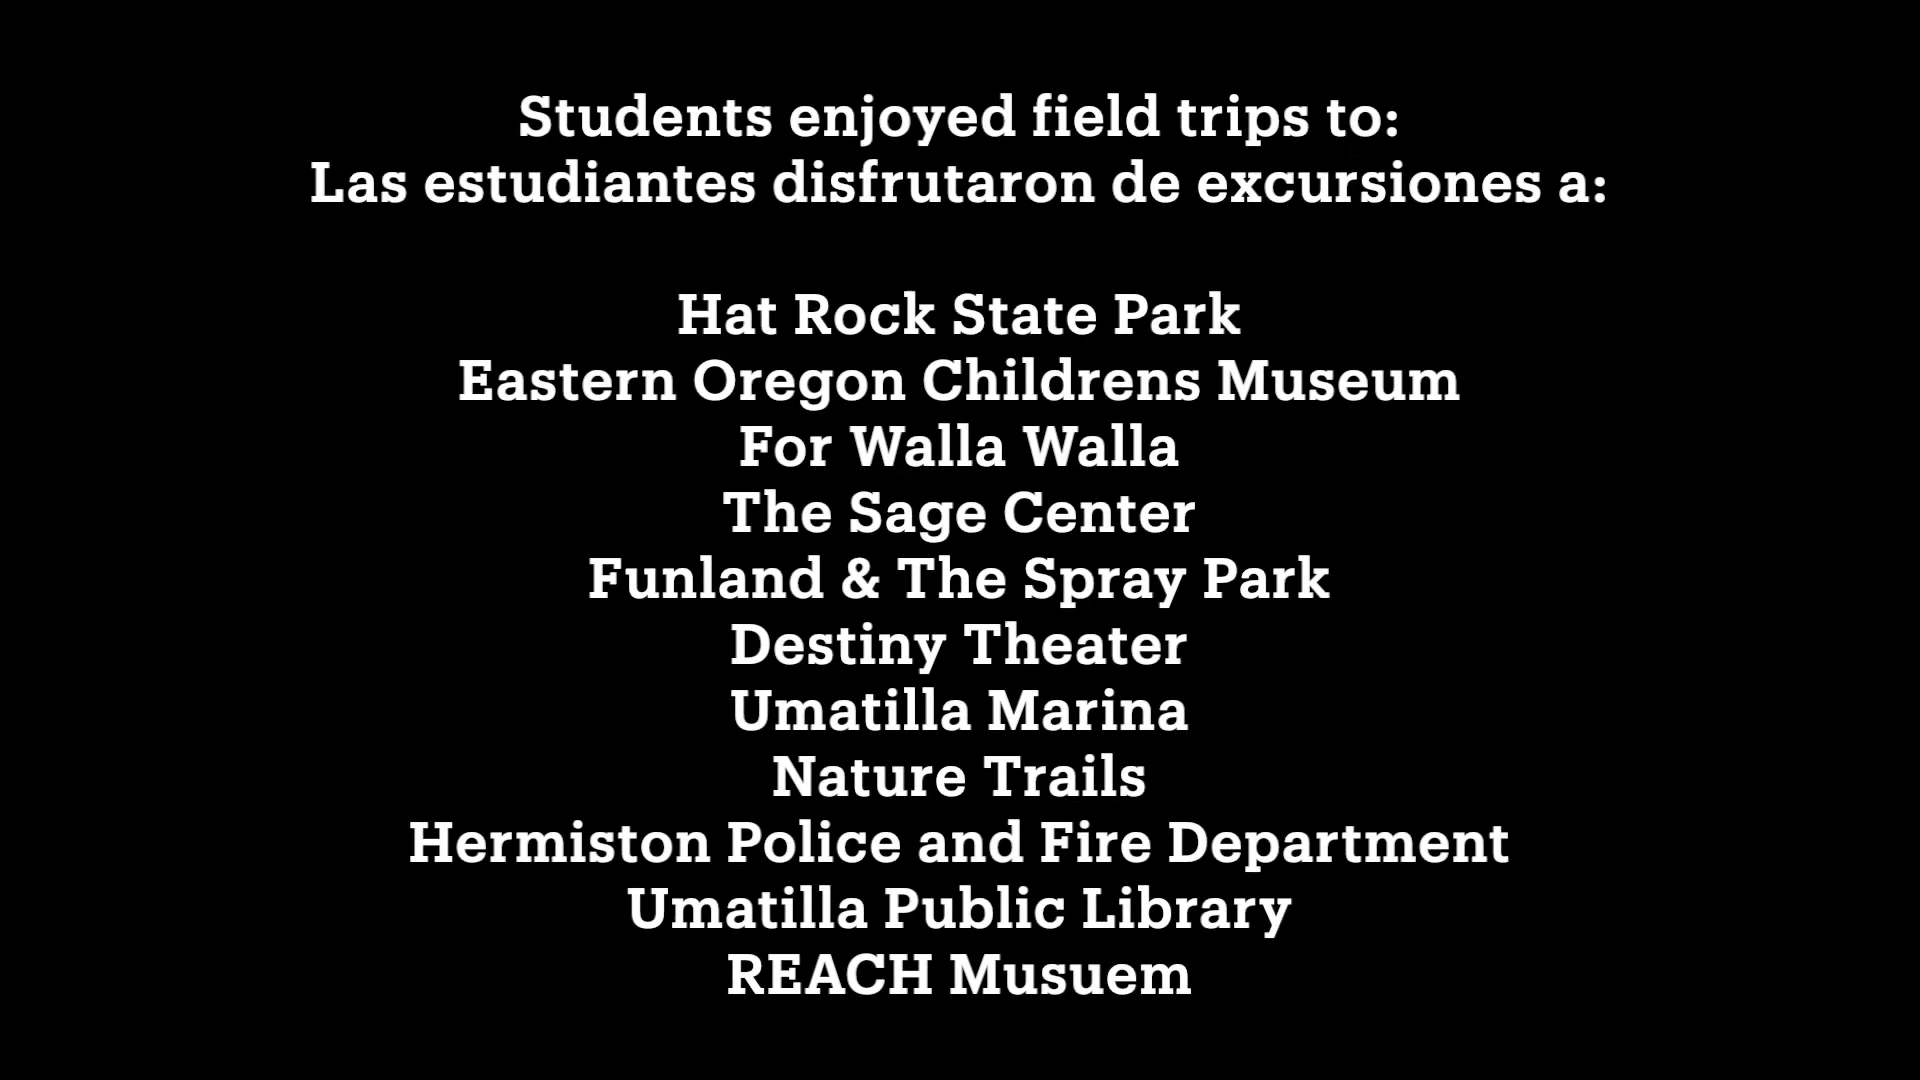 Students enjoyed field trips to:
Las estudiantes disfrutaron de excursiones a:
Hat Rock State Park
Eastern Oregon Childrens Museum
For Walla Walla
The Sage Center
Funland & The Spray Park
Destiny Theater
Umatilla Marina
Nature Trails
Hermiston Police and Fire Department
Umatilla Public Library
REACH Musuem